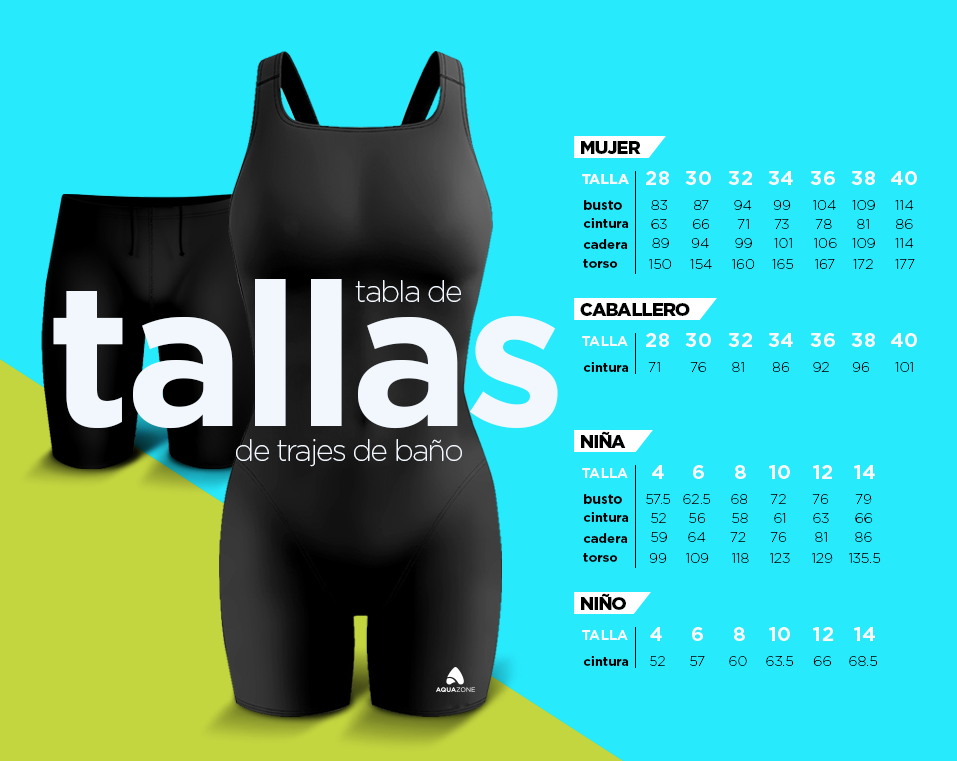 tabla de
tallas
de trajes de baño
AQUAZONE
MUJER
TALLA 28 30 32 34 36 38 40
busto 83 87 94 99 104 109 114
cintura 63 66 71 73 78 81 86
cadera 89 94 99 101 106 109 114
torso 150 154 160 165 167 172 177
CABALLERO
TALLA 28 30 32 34 36 38 40
cintura 71 76 81 86 92 96 101
NIÑA
TALLA 4 6 8 10 12 14
busto 57.5 62.5 68 72 76 79
cintura 52 56 58 61 63 66
cadera 59 64 72 76 81 86
torso 99 109 118 123 129 135.5
NIÑO
TALLA 4 6 8 10 12 14
cintura 52 57 60 63.5 66 68.5